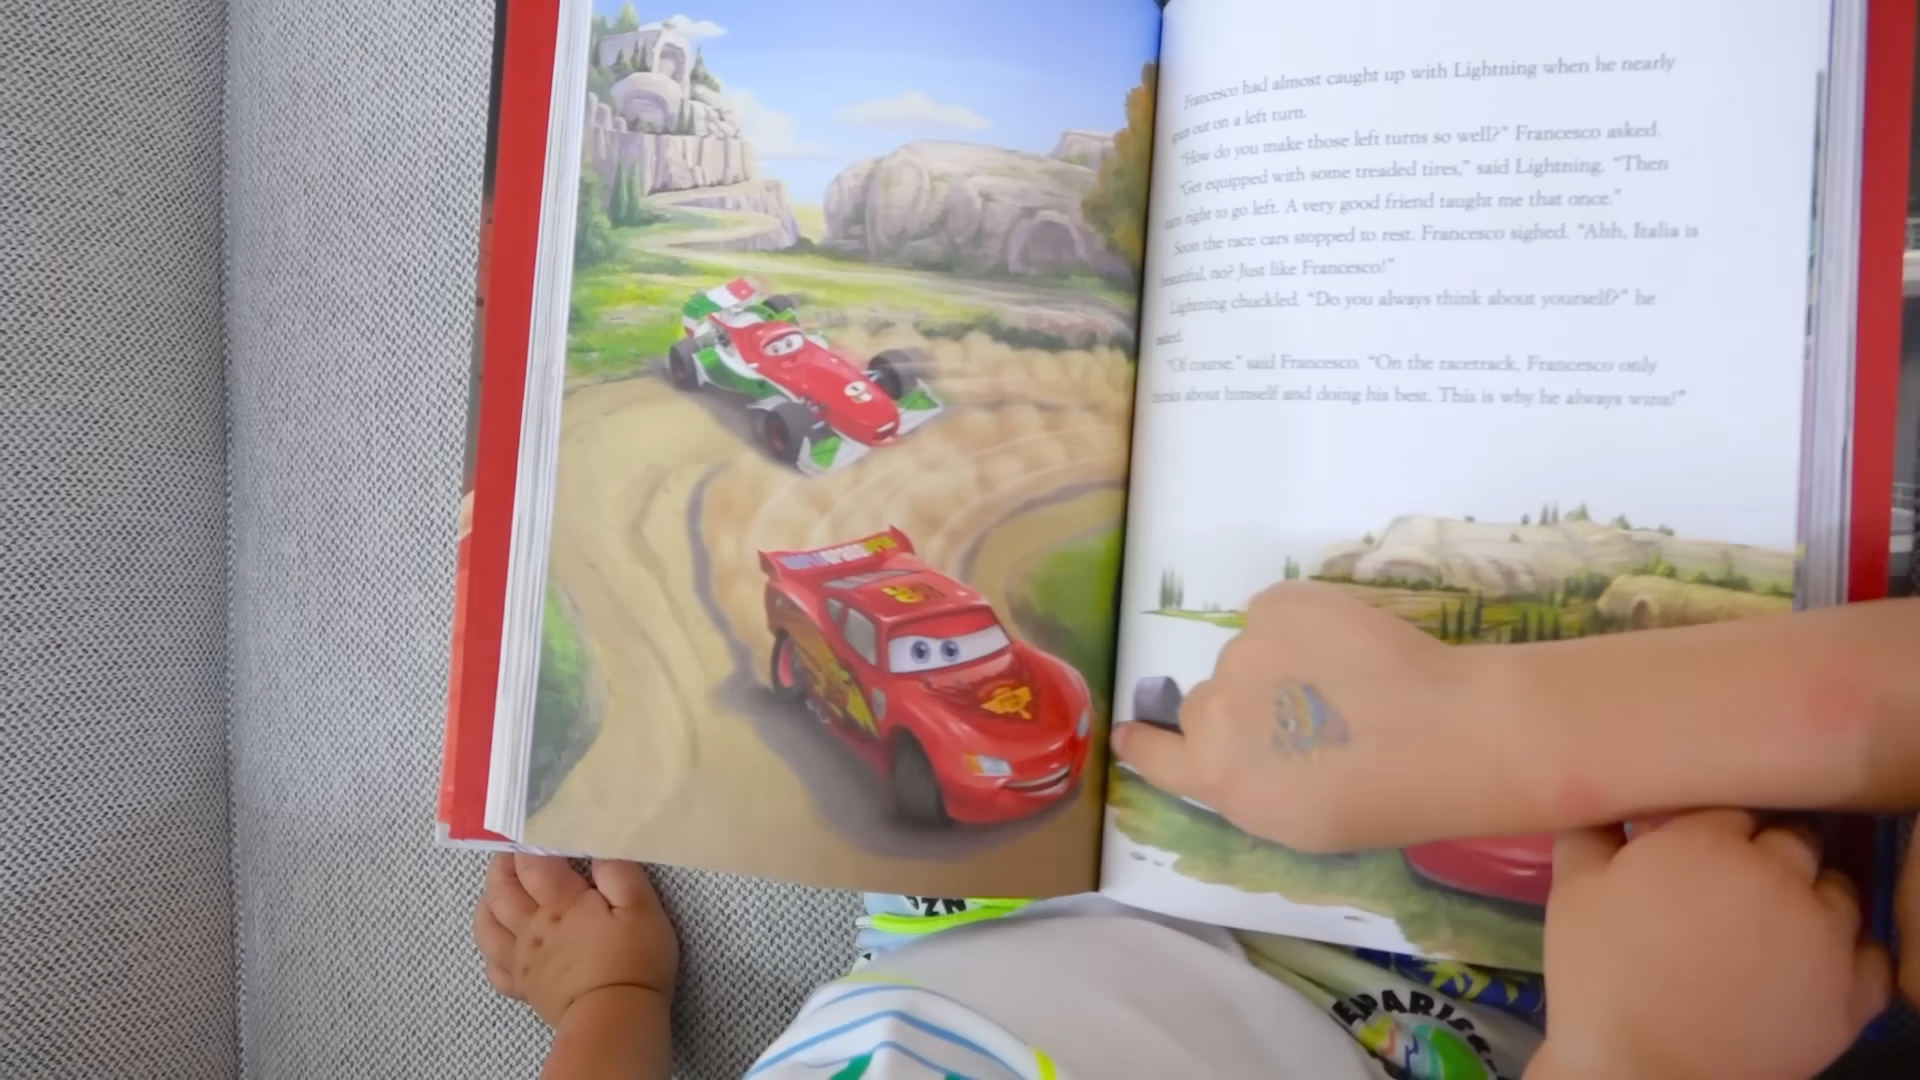 Francesco had almost caught up with Lightning when he nearly
spun out on a left turn.
"How do you make those left turns so well?" Francesco asked.
"Get equipped with some treaded tires," said Lightning. "Then
turn right to go left. A very good friend taught me that once."
Soon the race cars stopped to rest. Francesco sighed. "Ahh, Italia is
beautiful, no? Just like Francesco!"
Lightning chuckled. "Do you always think about yourself?" he
asked.
"Of course," said Francesco. "On the racetrack, Francesco only
thinks about himself and doing his best. This is why he always wins!"